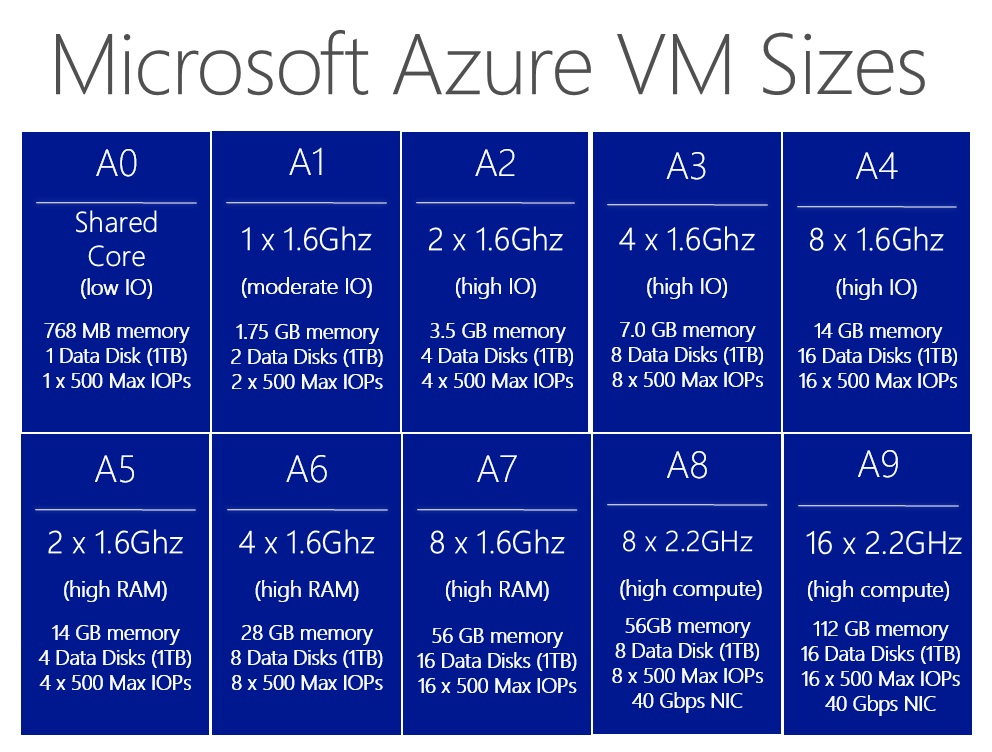 Microsoft Azure VM Sizes
A0
Shared
Core
(low IO)
768 MB memory
1 Data Disk (1TB)
1 x 500 Max IOPs
A1
1 x 1.6Ghz
(moderate IO)
1.75 GB memory
2 Data Disks (1TB)
2 x 500 Max IOPs
A2
2 x 1.6Ghz
(high IO)
3.5 GB memory
4 Data Disks (1TB)
4 x 500 Max IOPs
A3
4 x 1.6Ghz
(high IO)
7.0 GB memory
8 Data Disks (1TB)
8 x 500 Max IOPs
A4
8 x 1.6Ghz
(high IO)
14 GB memory
16 Data Disks (1TB)
16 x 500 Max IOPs
A5
2 x 1.6Ghz
(high RAM)
14 GB memory
4 Data Disks (1TB)
4 x 500 Max IOPs
A6
4 x 1.6Ghz
(high RAM)
28 GB memory
8 Data Disks (1TB)
8 x 500 Max IOPs
A7
8 x 1.6Ghz
(high RAM)
56 GB memory
16 Data Disks (1TB)
16 x 500 Max IOPs
A8
8 x 2.2GHz
(high compute)
56GB memory
8 Data Disk (1TB)
8 x 500 Max IOPs
40 Gbps NIC
A9
16 x 2.2GHz
(high compute)
112 GB memory
16 Data Disks (1TB)
16 x 500 Max IOPs
40 Gbps NIC